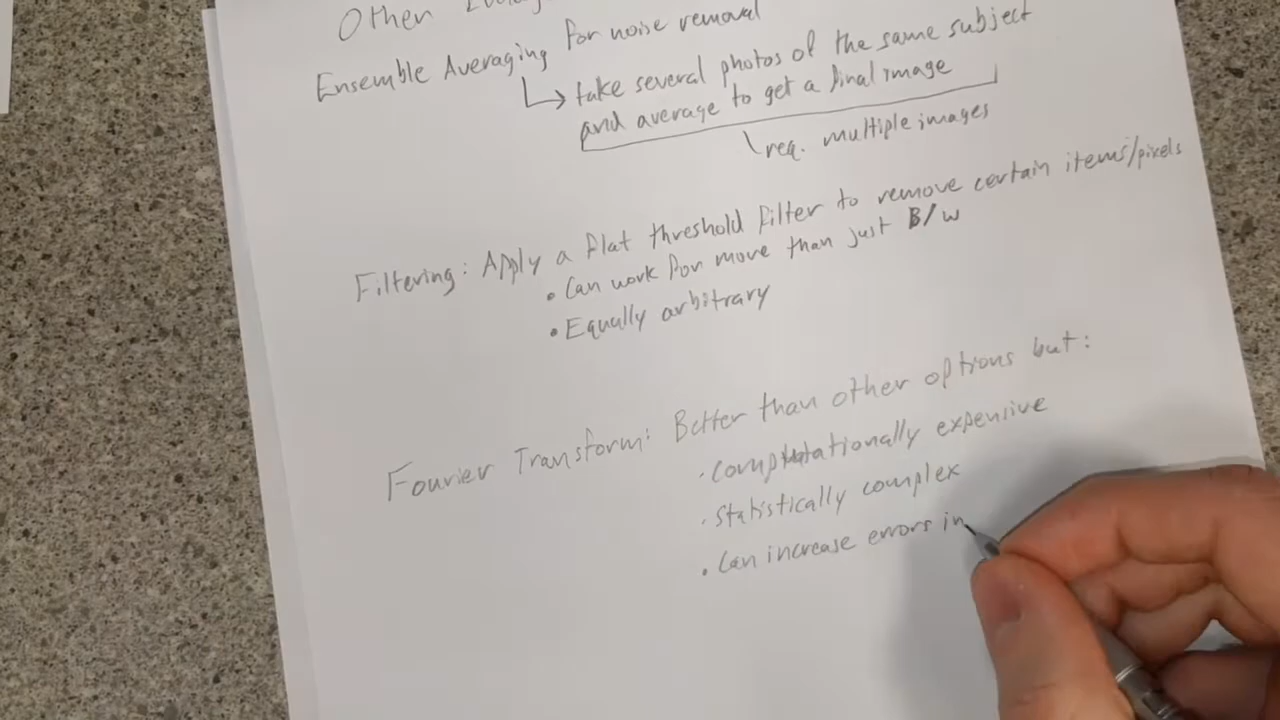 Other
Ensemble Averaging for noise removal
take several photos of the same subject
and average to get a final image
req. multiple images
Filtering: Apply a flat threshold filter to remove certain items/pixels
• Can work for more than just B/W
• Equally arbitrary
Fourier Transform: Better than other options but:
• computationally expensive
• statistically complex
• Can increase errors in